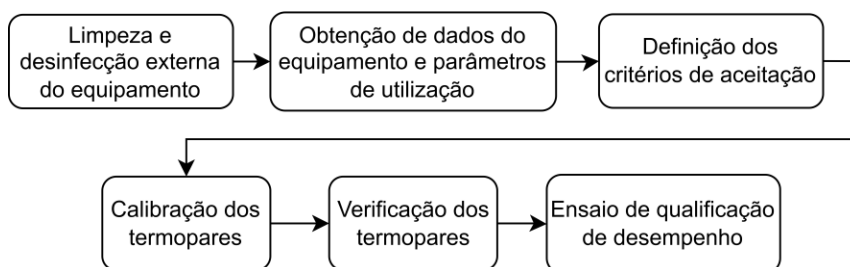 Limpeza e
desinfecção externa
do equipamento
Obtenção de dados do
equipamento e parâmetros
de utilização
Definição dos
critérios de aceitação
Calibração dos
termopares
Verificação dos
termopares
Ensaio de qualificação
de desempenho